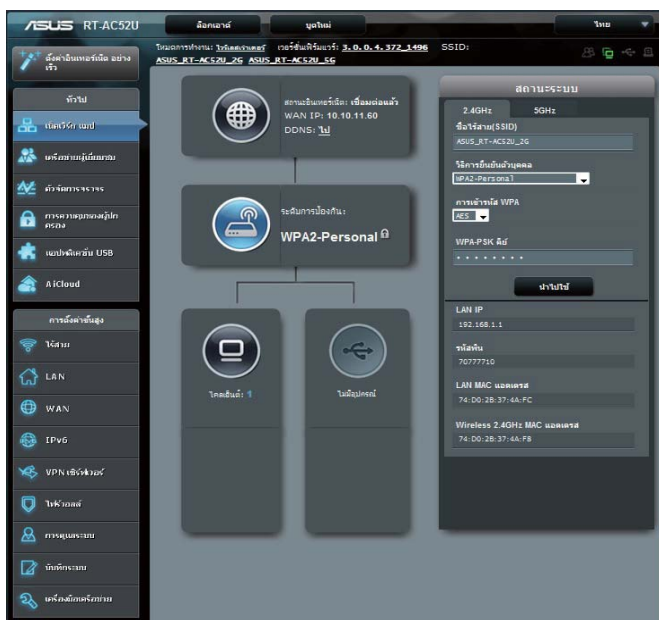 ASUS RT-AC52U
ล็อกเอาต์
บูตใหม่
ไทย
โหมดการทำงาน: ไร้สายเราเตอร์ เวอร์ชั่นเฟิร์มแวร์: 3.0.0.4.372_1496 SSID:
ASUS_RT-AC52U_2G ASUS_RT-AC52U_5G
ตั้งค่าอินเทอร์เน็ต อย่างเร็ว
ทั่วไป
เน็ตเวิร์ก แมป
เครือข่ายผู้เยี่ยมชม
ตัวจัดการจราจร
การควบคุมของผู้ปกครอง
แอปพลิเคชั่น USB
AiCloud
การตั้งค่าขั้นสูง
ไร้สาย
LAN
WAN
IPv6
VPN เซิร์ฟเวอร์
ไฟร์วอลล์
การดูแลระบบ
บันทึกระบบ
เครื่องมือเครือข่าย
สถานะอินเทอร์เน็ต: เชื่อมต่อแล้ว
WAN IP: 10.10.11.60
DDNS: ไป
ระดับการป้องกัน:
WPA2-Personal
ไคลเอ็นต์: 1
ไม่มีอุปกรณ์
สถานะระบบ
2.4GHz
5GHz
ชื่อไร้สาย(SSID)
ASUS_RT-AC52U_2G
วิธีการยืนยันตัวบุคคล
WPA2-Personal
การเข้ารหัส WPA
AES
WPA-PSK คีย์
นำไปใช้
LAN IP
192.168.1.1
รหัสพิน
70777710
LAN MAC แอดเดรส
74:D0:2B:37:4A:FC
Wireless 2.4GHz MAC แอดเดรส
74:D0:2B:37:4A:F8